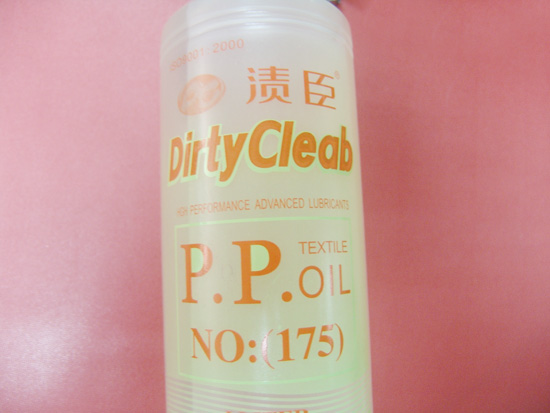 ISO9001-2000
渍臣®
DirtyCleab
HIGH PERFORMANCE ADVANCED LUBRICANTS
P.P. TEXTILE OIL
NO:(175)